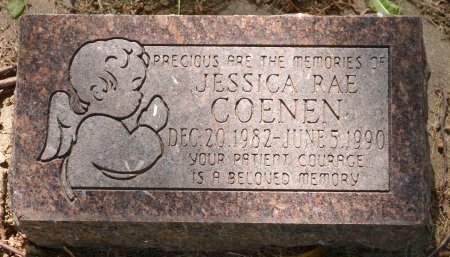 PRECIOUS ARE THE MEMORIES OF
JESSICA RAE
COENEN
DEC. 20, 1982 - JUNE 5, 1990
YOUR PATIENT COURAGE
IS A BELOVED MEMORY